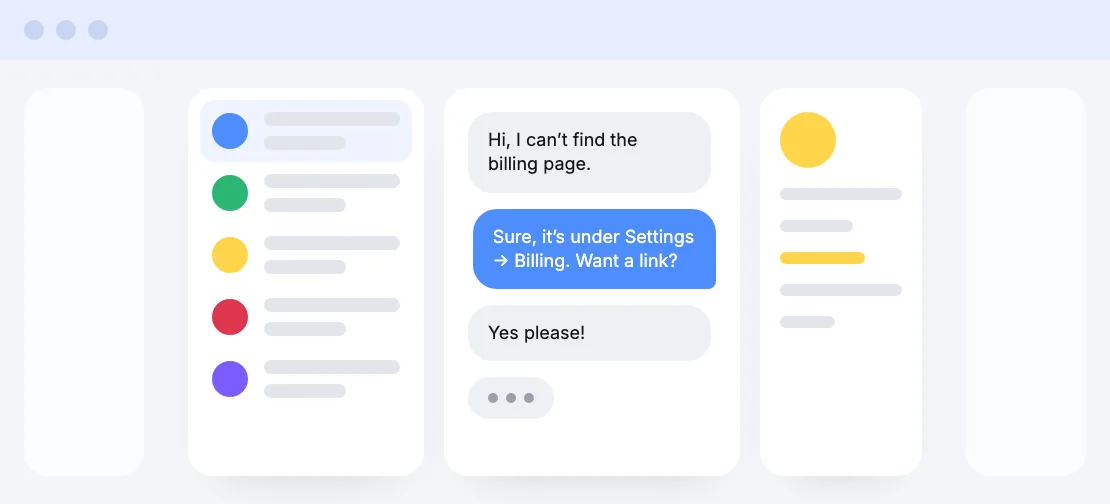 Hi, I can’t find the
billing page.
Sure, it’s under Settings
→ Billing. Want a link?
Yes please!